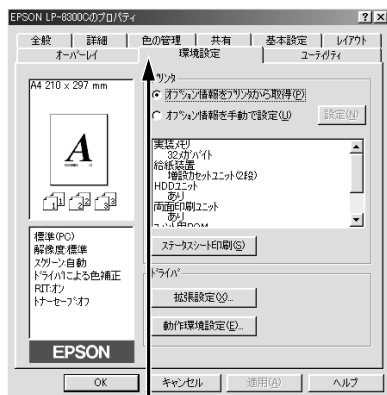 EPSON LP-8300Cのプロパティ
全般 詳細 色の管理 共有 基本設定 レイアウト
オーバーレイ 環境設定 ユーティリティ
A4 210 x 297 mm
プリンタ
オプション情報をプリンタから取得(P)
オプション情報を手動で設定(U)
設定(N)
実装メモリ
32メガバイト
給紙装置
増設カセットユニット(2段)
HDDユニット
あり
両面印刷ユニット
あり
ステータスシート印刷(S)
標準(PC)
解像度:標準
スクリーン:自動
ドライバによる色補正
RIT:オン
トナーセーブ:オフ
ドライバ
拡張設定(X)...
動作環境設定(E)...
EPSON
OK キャンセル 適用(A) ヘルプ